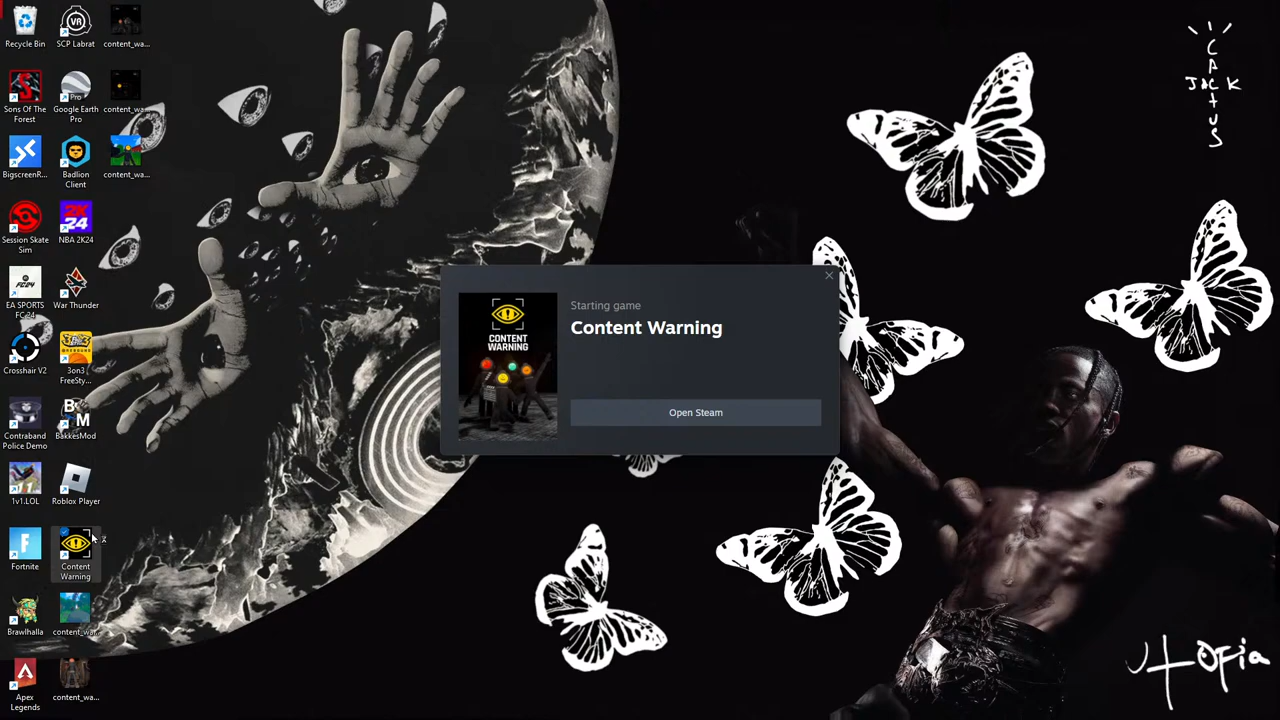 Recycle Bin
SCP Labrat
content_wa...
Sons Of The
Forest
Google Earth
Pro
content_wa...
BigscreenR...
Badlion
Client
content_wa...
Session Skate
Sim
NBA 2K24
EA SPORTS
FC 24
War Thunder
Crosshair V2
3on3
FreeSty...
Contraband
Police Demo
BakkesMod
1v1.LOL
Roblox Player
Fortnite
Content
Warning
Brawlhalla
content_wa...
Apex
Legends
content_wa...
Starting game
Content Warning
CONTENT
WARNING
Open Steam
CACTUS
JACK
UTOPIA